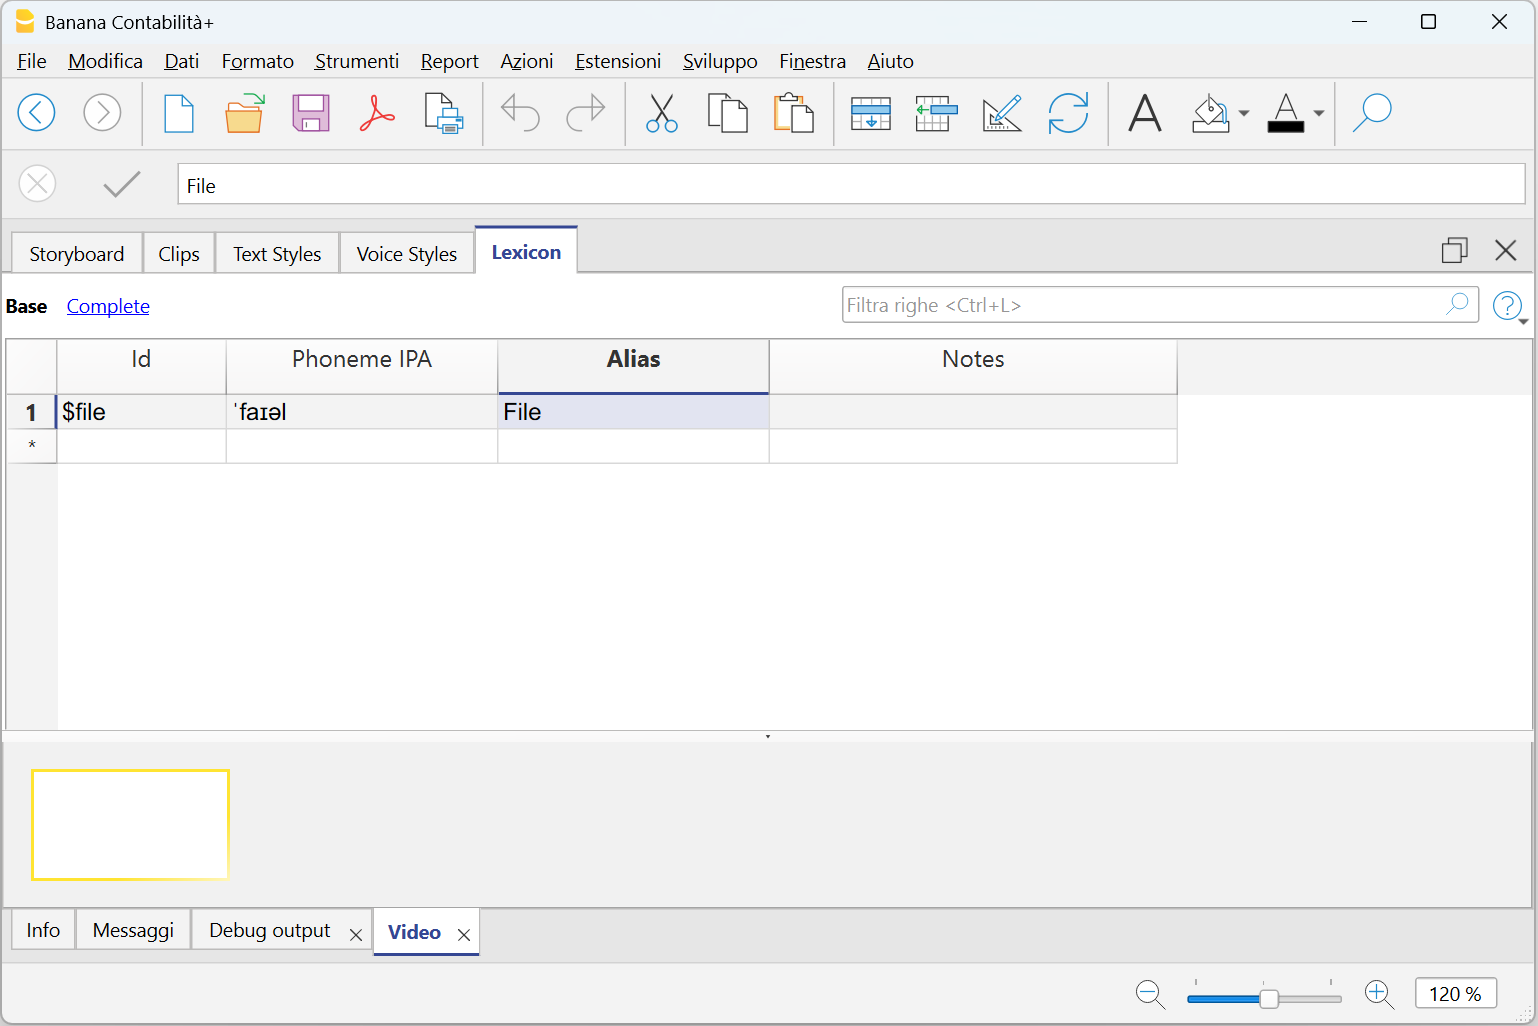 Banana Contabilità+
File Modifica Dati Formato Strumenti Report Azioni Estensioni Sviluppo Finestra Aiuto
File
Storyboard Clips Text Styles Voice Styles Lexicon
Base Complete Filtra righe <Ctrl+L>
Id Phoneme IPA Alias Notes
1 $file ˈfaɪəl File
*
Info Messaggi Debug output Video
120 %